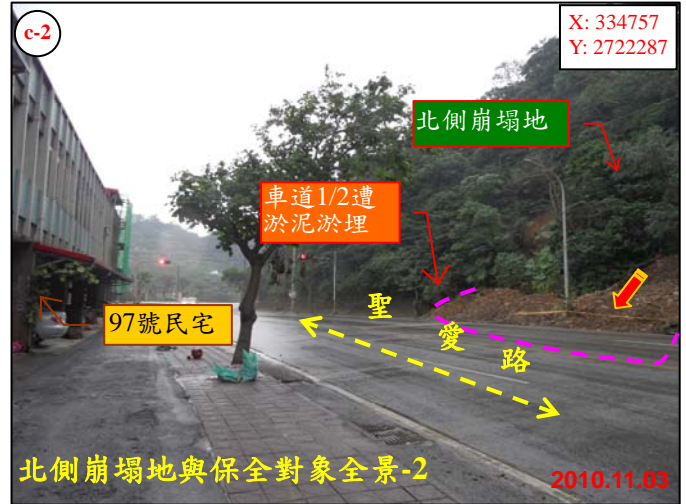 c-2
X: 334757
Y: 2722287
北側崩塌地
車道1/2遭
淤泥淤埋
97號民宅
聖愛路
北側崩塌地與保全對象全景-2
2010.11.03